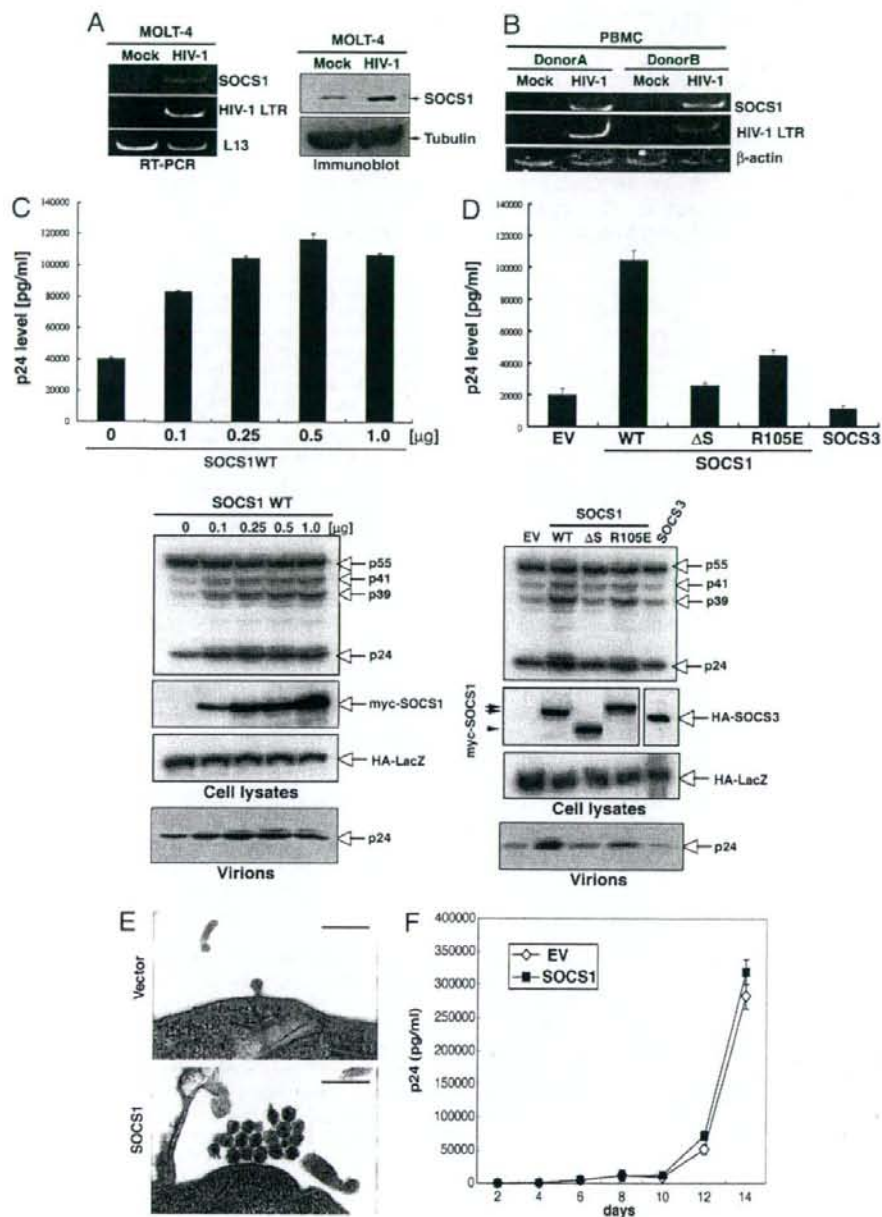 A
MOLT-4
Mock HIV-1
SOCS1
HIV-1 LTR
L13
RT-PCR
MOLT-4
Mock HIV-1
SOCS1
Tubulin
Immunoblot
B
PBMC
DonorA DonorB
Mock HIV-1 Mock HIV-1
SOCS1
HIV-1 LTR
β-actin
C
p24 level [pg/ml]
140000
120000
100000
80000
60000
40000
20000
0
0 0.1 0.25 0.5 1.0 [µg]
SOCS1WT
D
p24 level [pg/ml]
140000
120000
100000
80000
60000
40000
20000
0
EV WT ΔS R105E SOCS3
SOCS1
SOCS1 WT
0 0.1 0.25 0.5 1.0 [µg]
p55
p41
p39
p24
myc-SOCS1
HA-LacZ
Cell lysates
p24
Virions
SOCS1
EV WT ΔS R105E SOCS3
p55
p41
p39
p24
myc-SOCS1
HA-SOCS3
HA-LacZ
Cell lysates
p24
Virions
E
Vector
SOCS1
F
p24 (pg/ml)
400000
350000
300000
250000
200000
150000
100000
50000
0
EV
SOCS1
2 4 6 8 10 12 14
days